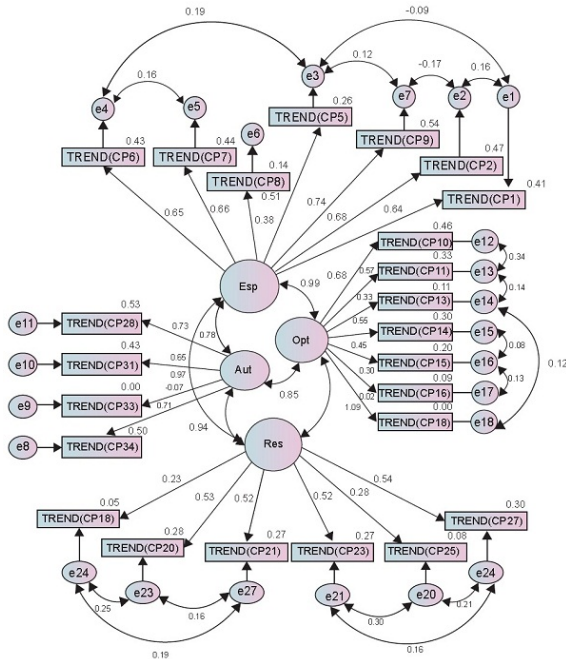 0.19
-0.09
e3
0.12
-0.17
0.16
0.16
e4
e5
e7
e2
e1
0.26
TREND(CP5)
e6
0.43
0.44
0.54
TREND(CP6)
TREND(CP7)
TREND(CP9)
0.14
TREND(CP8)
0.47
TREND(CP2)
0.51
0.41
TREND(CP1)
0.65
0.66
0.38
0.74
0.68
0.64
0.46
TREND(CP10)
e12
0.68
0.34
0.33
0.57
TREND(CP11)
e13
0.14
Esp
0.99
0.11
0.33
TREND(CP13)
e14
0.30
0.55
TREND(CP14)
e15
0.08
0.45
0.20
TREND(CP15)
e16
0.12
0.30
0.09
0.13
TREND(CP16)
e17
0.02
0.00
TREND(CP18)
e18
1.09
Opt
0.53
e11
TREND(CP28)
0.73
0.78
0.43
e10
TREND(CP31)
0.65
0.97
Aut
0.00
e9
TREND(CP33)
-0.07
0.71
0.85
0.50
e8
TREND(CP34)
0.94
Res
0.23
0.53
0.52
0.52
0.28
0.54
0.05
TREND(CP18)
0.28
TREND(CP20)
0.27
TREND(CP21)
0.27
TREND(CP23)
0.08
TREND(CP25)
0.30
TREND(CP27)
e24
e23
e27
e21
e20
e24
0.25
0.16
0.30
0.21
0.19
0.16